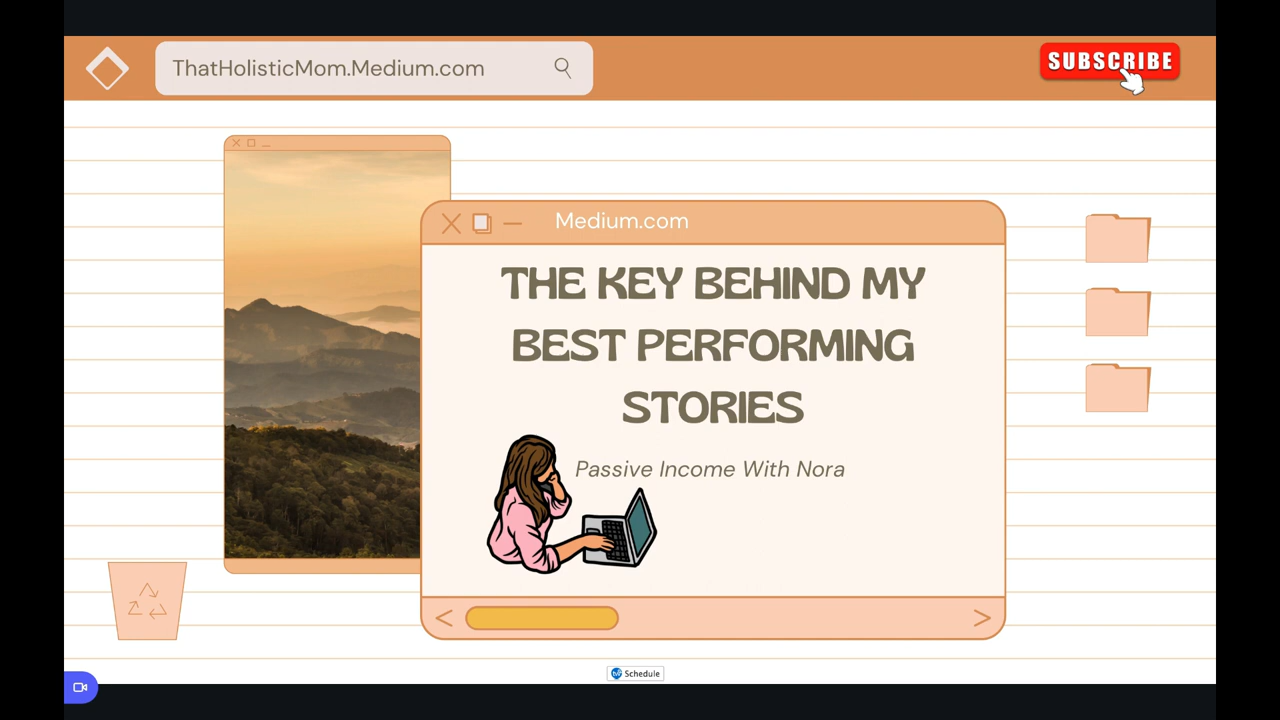 ThatHolisticMom.Medium.com
SUBSCRIBE
Medium.com
THE KEY BEHIND MY
BEST PERFORMING
STORIES
Passive Income With Nora
Schedule